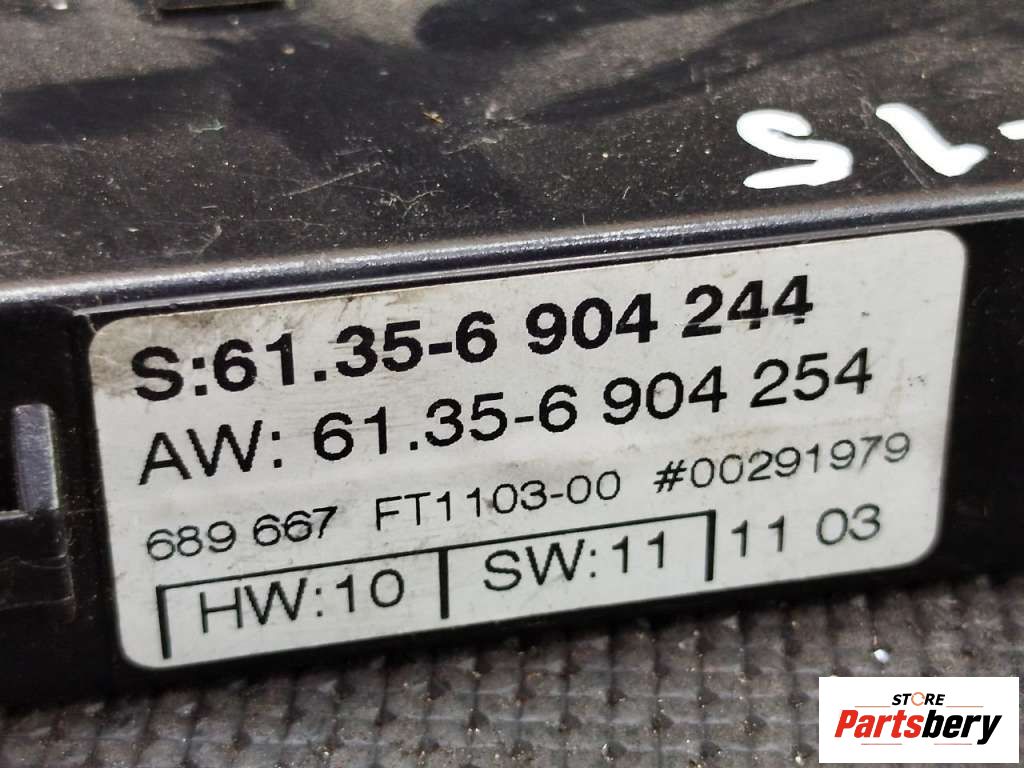 -15
S:61.35-6 904 244
AW: 61.35-6 904 254
689 667 FT1103-00 #00291979
HW:10 SW:11 11 03
STORE
Partsbery